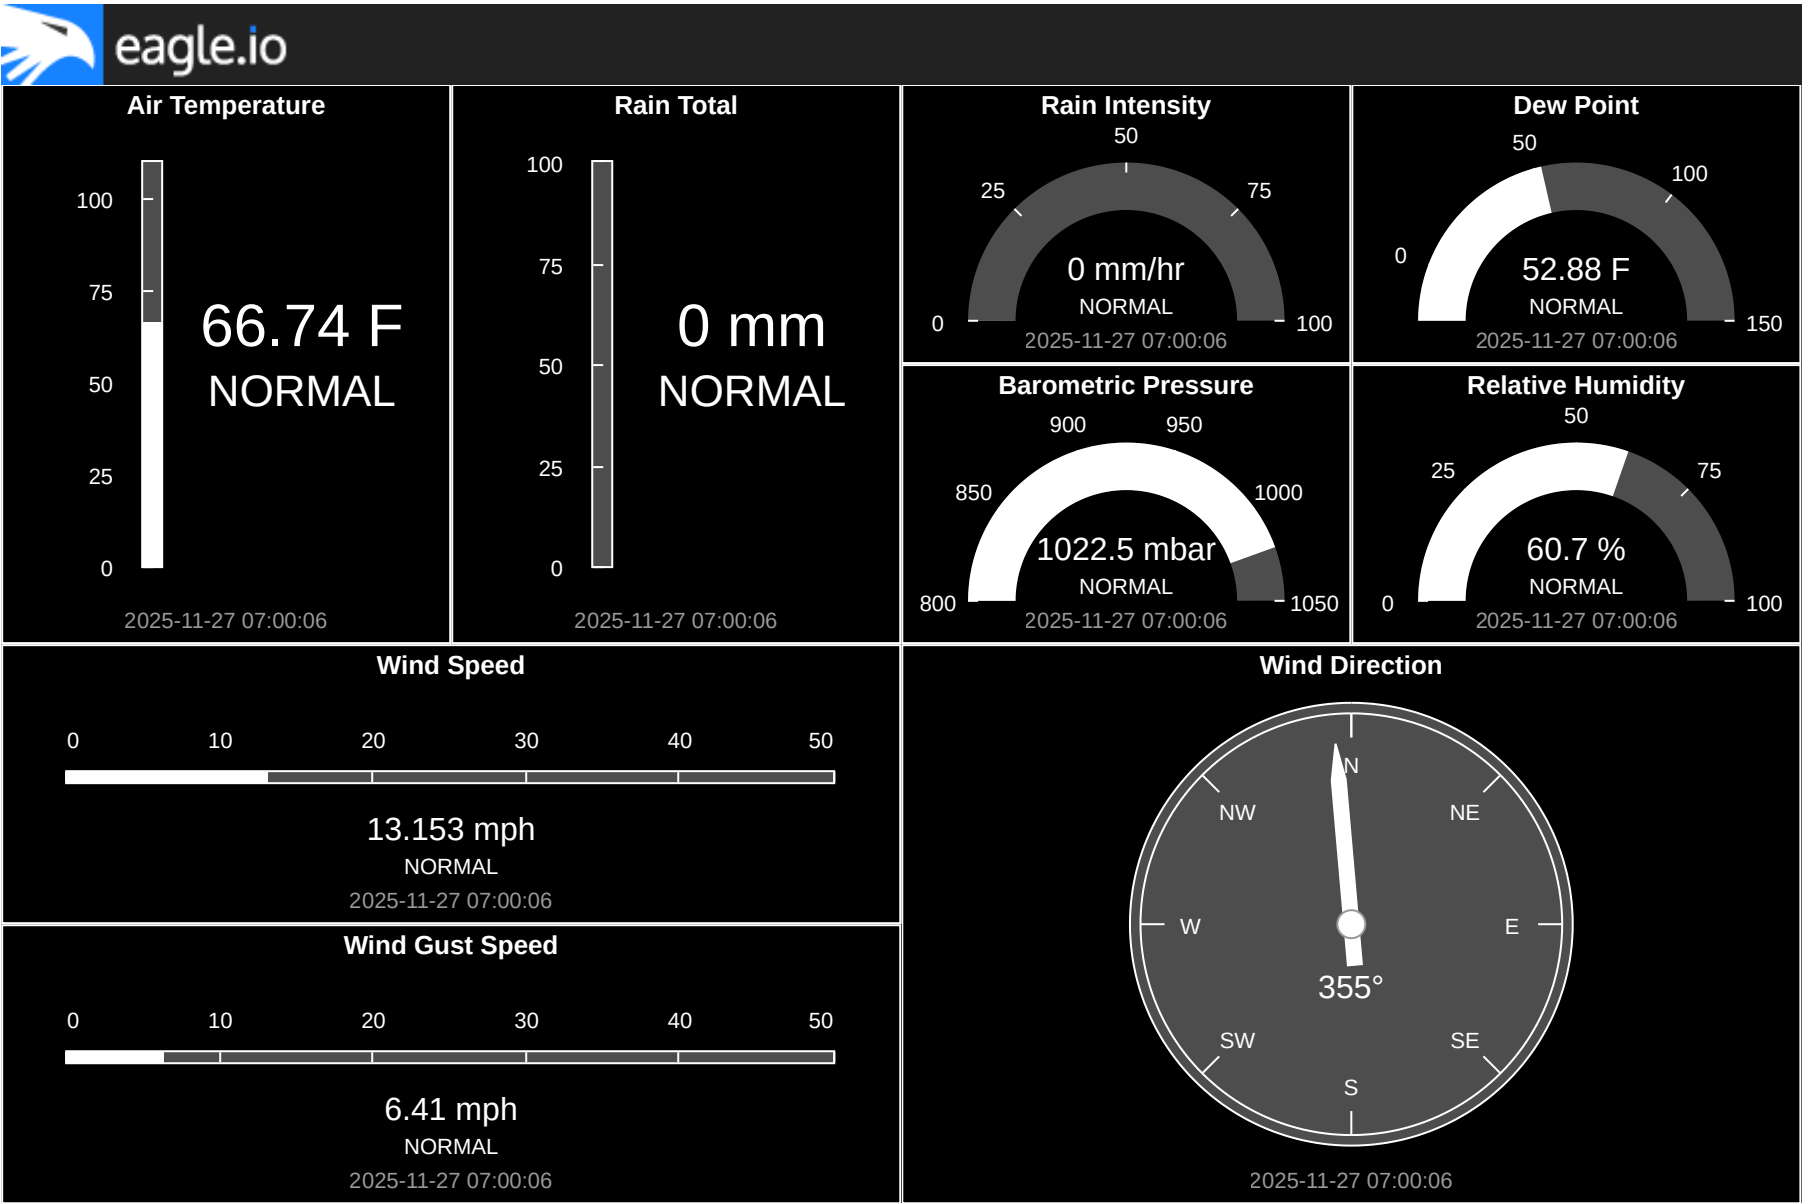 eagle.io
Air Temperature
100
75
50
25
0
66.74 F
NORMAL
2025-11-27 07:00:06
Rain Total
100
75
50
25
0
0 mm
NORMAL
2025-11-27 07:00:06
Rain Intensity
0
25
50
75
100
0 mm/hr
NORMAL
2025-11-27 07:00:06
Dew Point
0
50
100
150
52.88 F
NORMAL
2025-11-27 07:00:06
Barometric Pressure
800
850
900
950
1000
1050
1022.5 mbar
NORMAL
2025-11-27 07:00:06
Relative Humidity
0
25
50
75
100
60.7 %
NORMAL
2025-11-27 07:00:06
Wind Speed
0 10 20 30 40 50
13.153 mph
NORMAL
2025-11-27 07:00:06
Wind Gust Speed
0 10 20 30 40 50
6.41 mph
NORMAL
2025-11-27 07:00:06
Wind Direction
N
NW NE
W E
355°
SW SE
S
2025-11-27 07:00:06